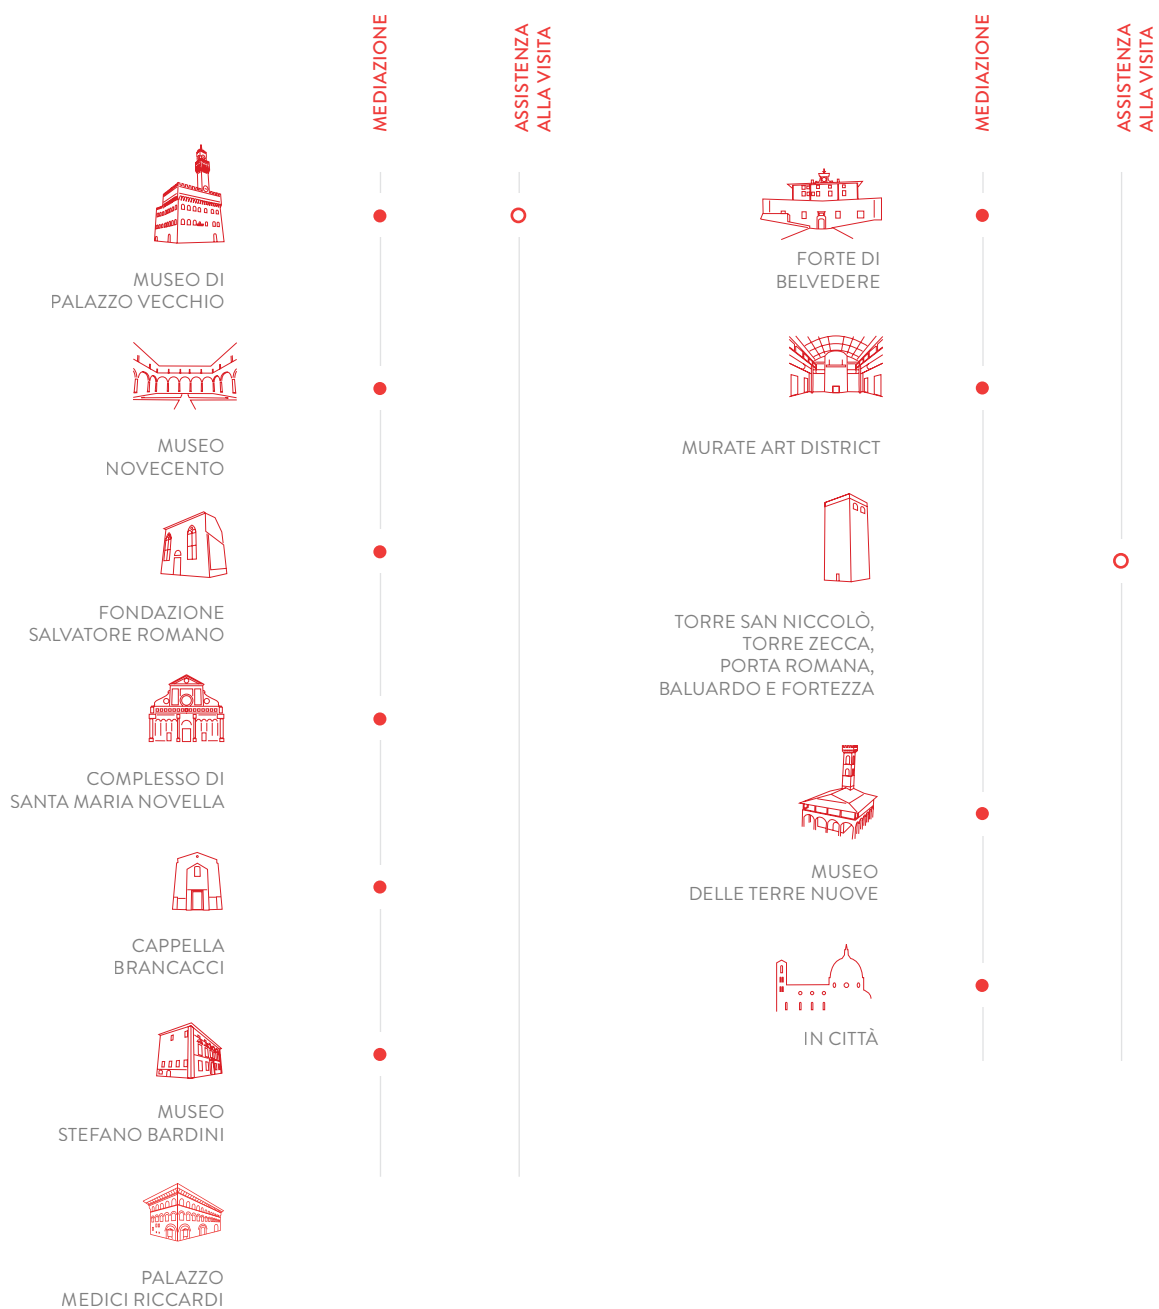 MEDIAZIONE
ASSISTENZA
ALLA VISITA
MUSEO DI
PALAZZO VECCHIO
MUSEO
NOVECENTO
FONDAZIONE
SALVATORE ROMANO
COMPLESSO DI
SANTA MARIA NOVELLA
CAPPELLA
BRANCACCI
MUSEO
STEFANO BARDINI
PALAZZO
MEDICI RICCARDI
MEDIAZIONE
ASSISTENZA
ALLA VISITA
FORTE DI
BELVEDERE
MURATE ART DISTRICT
TORRE SAN NICCOLÒ,
TORRE ZECCA,
PORTA ROMANA,
BALUARDO E FORTEZZA
MUSEO
DELLE TERRE NUOVE
IN CITTÀ